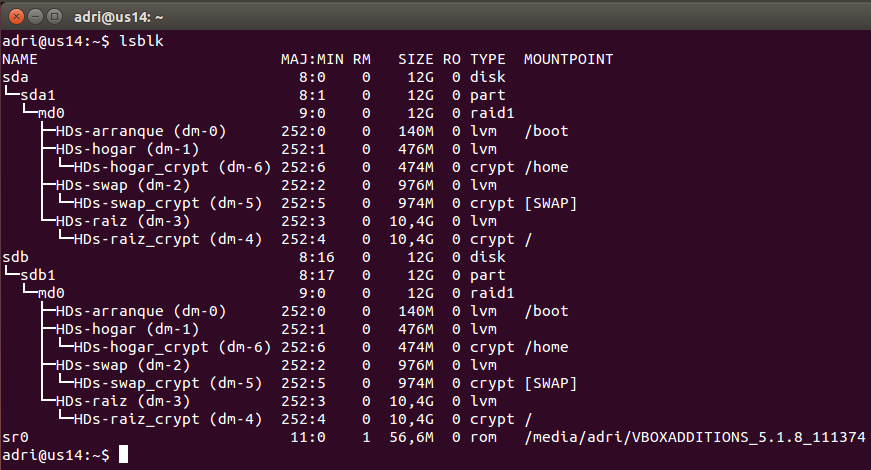 adri@us14: ~
adri@us14:~$ lsblk
NAME                           MAJ:MIN RM   SIZE RO TYPE  MOUNTPOINT
sda                              8:0    0    12G  0 disk
└─sda1                           8:1    0    12G  0 part
  └─md0                          9:0    0    12G  0 raid1
    ├─HDs-arranque (dm-0)      252:0    0   140M  0 lvm   /boot
    ├─HDs-hogar (dm-1)         252:1    0   476M  0 lvm
    │ └─HDs-hogar_crypt (dm-6) 252:6    0   474M  0 crypt /home
    ├─HDs-swap (dm-2)          252:2    0   976M  0 lvm
    │ └─HDs-swap_crypt (dm-5)  252:5    0   974M  0 crypt [SWAP]
    └─HDs-raiz (dm-3)          252:3    0  10,4G  0 lvm
      └─HDs-raiz_crypt (dm-4)  252:4    0  10,4G  0 crypt /
sdb                              8:16   0    12G  0 disk
└─sdb1                           8:17   0    12G  0 part
  └─md0                          9:0    0    12G  0 raid1
    ├─HDs-arranque (dm-0)      252:0    0   140M  0 lvm   /boot
    ├─HDs-hogar (dm-1)         252:1    0   476M  0 lvm
    │ └─HDs-hogar_crypt (dm-6) 252:6    0   474M  0 crypt /home
    ├─HDs-swap (dm-2)          252:2    0   976M  0 lvm
    │ └─HDs-swap_crypt (dm-5)  252:5    0   974M  0 crypt [SWAP]
    └─HDs-raiz (dm-3)          252:3    0  10,4G  0 lvm
      └─HDs-raiz_crypt (dm-4)  252:4    0  10,4G  0 crypt /
sr0                             11:0    1  56,6M  0 rom   /media/adri/VBOXADDITIONS_5.1.8_111374
adri@us14:~$